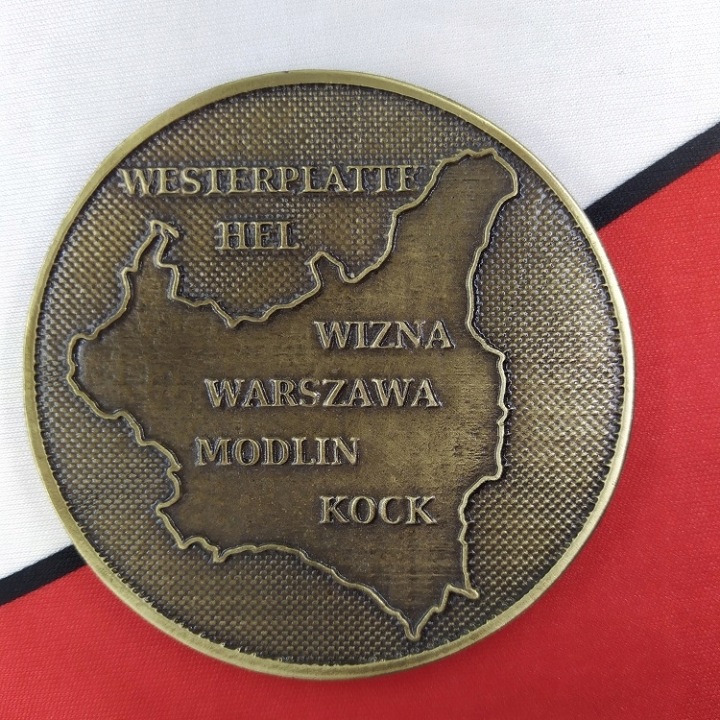 WESTERPLATTE
HEL
WIZNA
WARSZAWA
MODLIN
KOCK